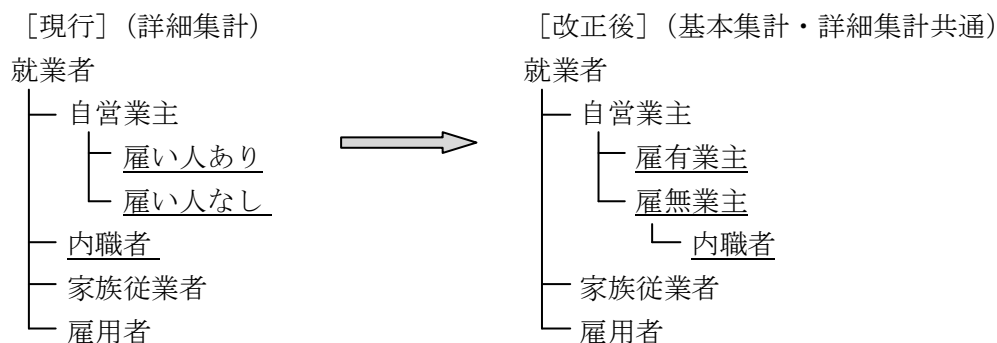 ［現行］（詳細集計）
就業者
自営業主
雇い人あり
雇い人なし
内職者
家族従業者
雇用者
［改正後］（基本集計・詳細集計共通）
就業者
自営業主
雇有業主
雇無業主
内職者
家族従業者
雇用者